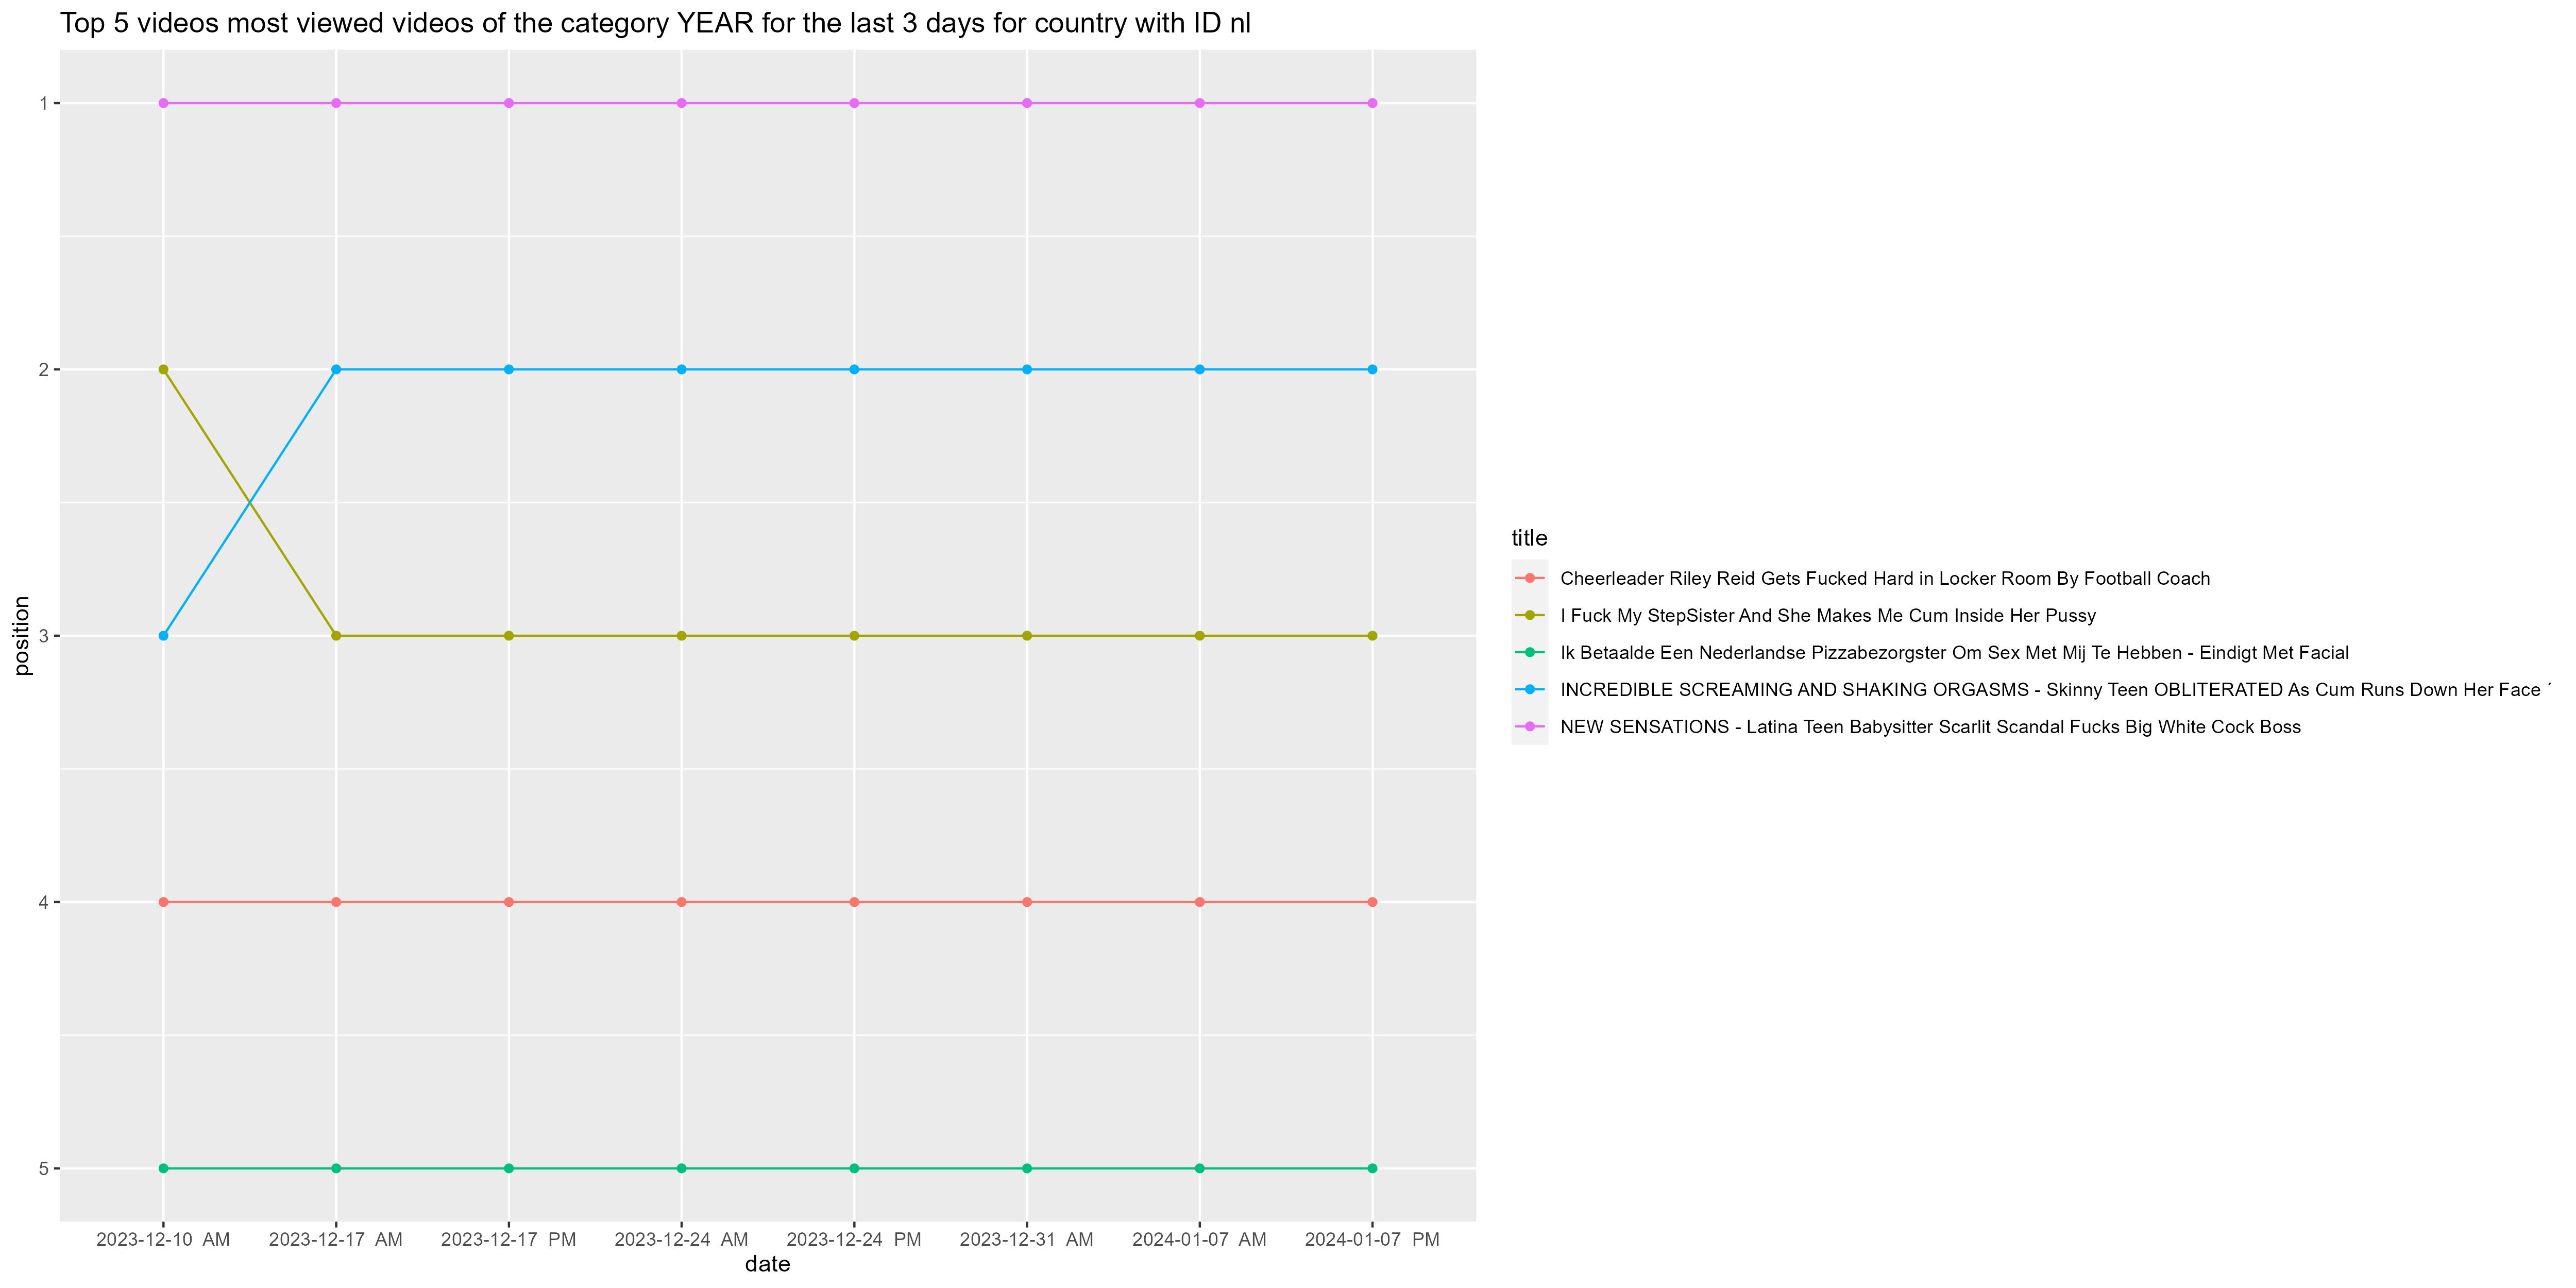 Top 5 videos most viewed videos of the category YEAR for the last 3 days for country with ID nl
position
1
2
3
4
5
2023-12-10 AM 2023-12-17 AM 2023-12-17 PM 2023-12-24 AM 2023-12-24 PM 2023-12-31 AM 2024-01-07 AM 2024-01-07 PM
date
title
Cheerleader Riley Reid Gets Fucked Hard in Locker Room By Football Coach
I Fuck My StepSister And She Makes Me Cum Inside Her Pussy
Ik Betaalde Een Nederlandse Pizzabezorgster Om Sex Met Mij Te Hebben - Eindigt Met Facial
INCREDIBLE SCREAMING AND SHAKING ORGASMS - Skinny Teen OBLITERATED As Cum Runs Down Her Face
NEW SENSATIONS - Latina Teen Babysitter Scarlit Scandal Fucks Big White Cock Boss